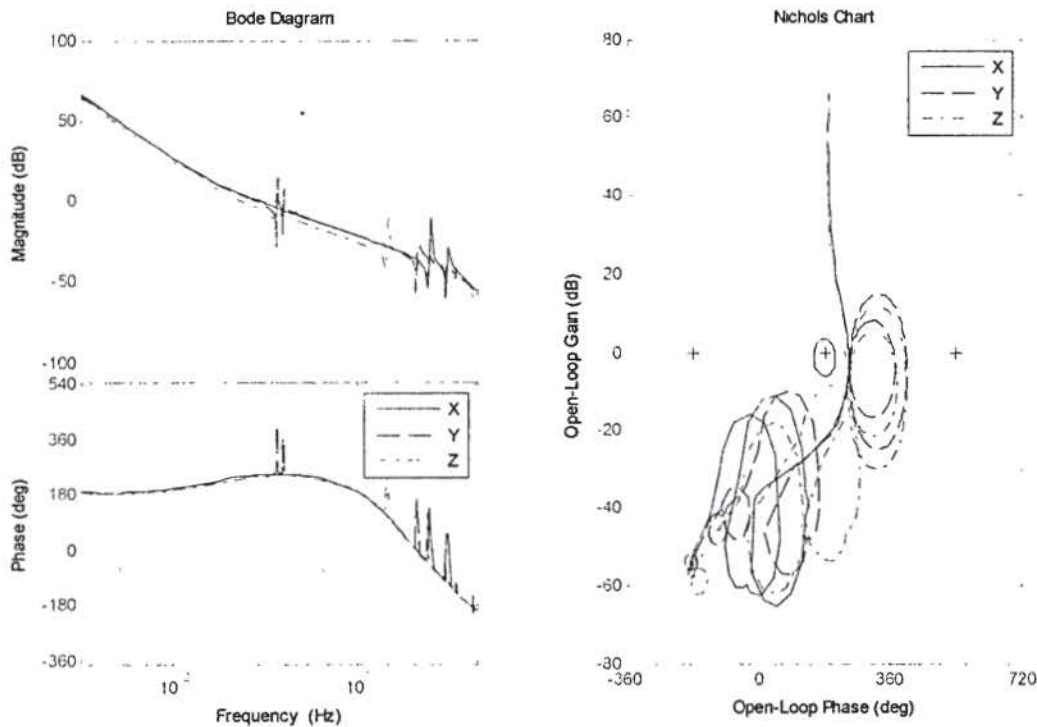 Bode Diagram
100
50
0
-50
-100
Magnitude (dB)
540
360
180
0
-180
-360
Phase (deg)
X
Y
Z
Frequency (Hz)
Nichols Chart
80
60
40
20
0
-20
-40
-60
-30
Open-Loop Gain (dB)
X
Y
Z
-360
0
360
720
Open-Loop Phase (deg)